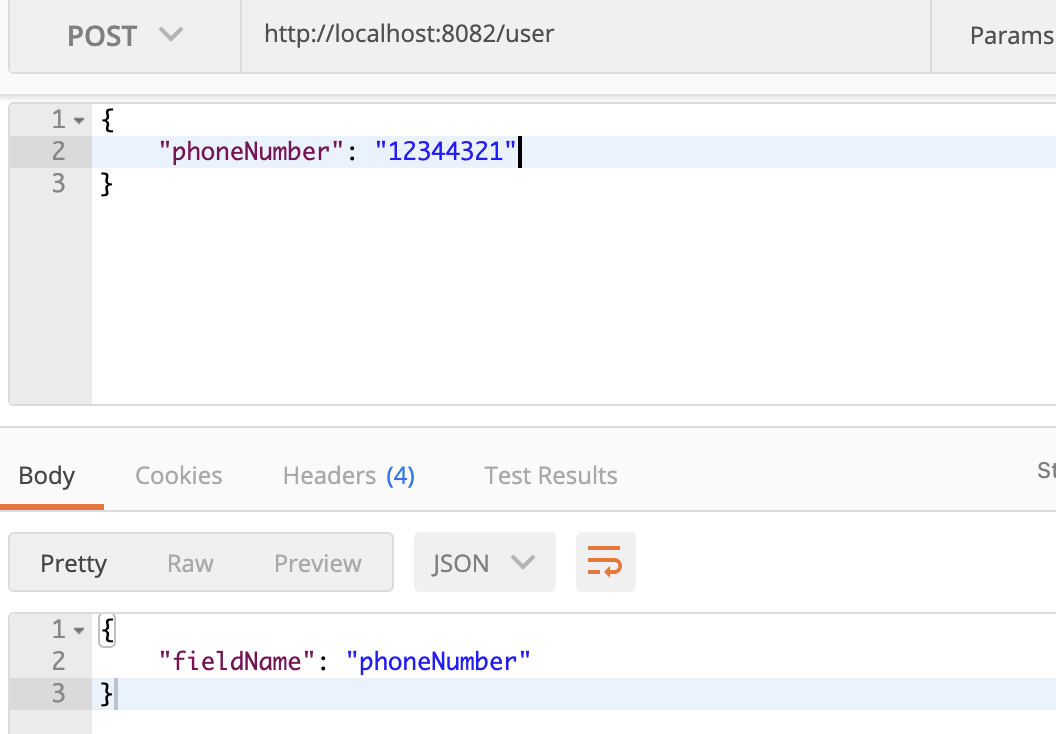 POST http://localhost:8082/user Params
1 {
2 "phoneNumber": "12344321"
3 }
Body Cookies Headers (4) Test Results St
Pretty Raw Preview JSON
1 {
2 "fieldName": "phoneNumber"
3 }